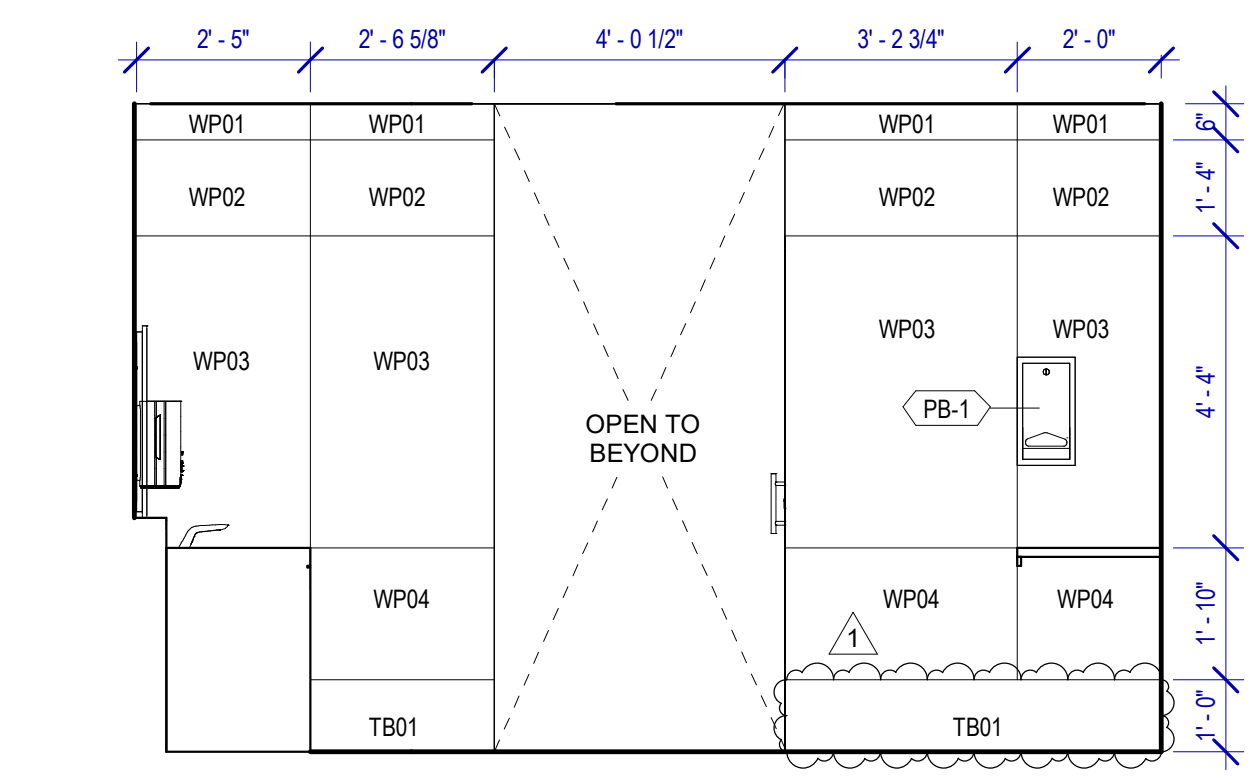 2' - 5" 2' - 6 5/8" 4' - 0 1/2" 3' - 2 3/4" 2' - 0"
WP01 WP01 WP01 WP01 6"
WP02 WP02 WP02 WP02 1' - 4"
WP03 WP03
WP03 WP03 4' - 4"
PB-1
OPEN TO
BEYOND
WP04 WP04 WP04 1' - 10"
1
TB01 TB01 1' - 0"